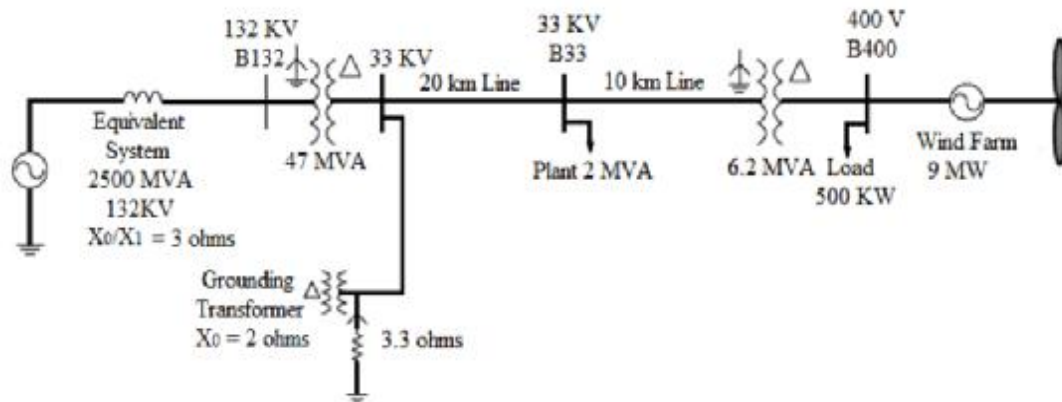 132 KV
B132
33 KV
20 km Line
33 KV
B33
10 km Line
400 V
B400
Equivalent
System
2500 MVA
132KV
X0/X1 = 3 ohms
47 MVA
Plant 2 MVA
6.2 MVA
Load
500 KW
Wind Farm
9 MW
Grounding
Transformer
X0 = 2 ohms
3.3 ohms